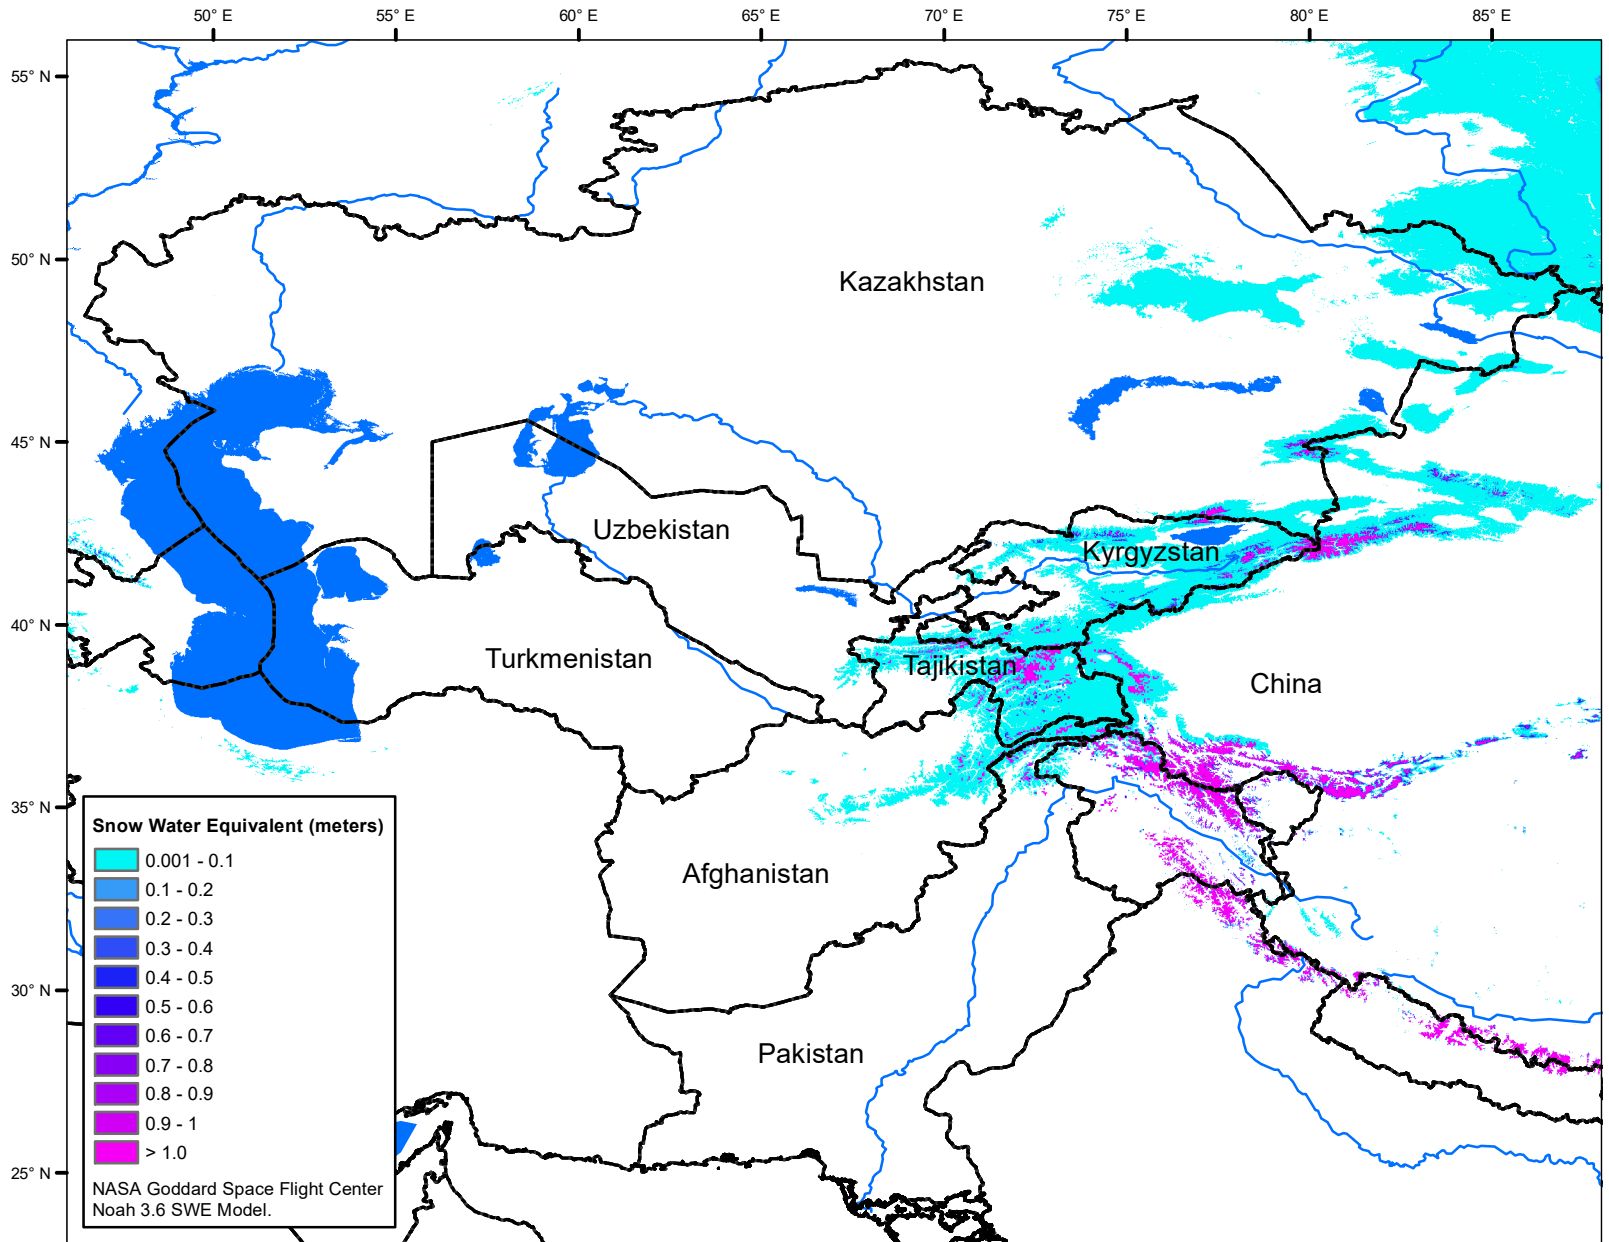 50° E 55° E 60° E 65° E 70° E 75° E 80° E 85° E
55° N
50° N
Kazakhstan
45° N
Uzbekistan
Kyrgyzstan
40° N
Turkmenistan
Tajikistan
China
35° N
Afghanistan
30° N
Pakistan
25° N
Snow Water Equivalent (meters)
0.001 - 0.1
0.1 - 0.2
0.2 - 0.3
0.3 - 0.4
0.4 - 0.5
0.5 - 0.6
0.6 - 0.7
0.7 - 0.8
0.8 - 0.9
0.9 - 1
> 1.0
NASA Goddard Space Flight Center
Noah 3.6 SWE Model.